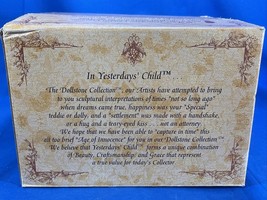 In Yesterdays' Child™
The "Dollstone Collection"™, our Artists have attempted to bring
to you sculptural interpretations of times "not so long ago"
when dreams came true, happiness was your "Special"
teddie or dolly, and a "settlement" was made with a handshake,
or a hug and a teary-eyed kiss . . . not an attorney.
We hope that we have been able to "capture in time" this
all too brief "Age of Innocence" for you in our "Dollstone Collection"™.
We believe that Yesterdays' Child™ forms a unique combination
of Beauty, Craftsmanship, and Grace that represent
a true value for today's Collector